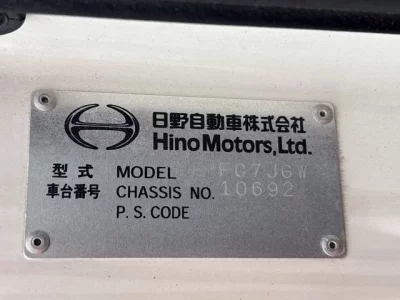 日野自動車株式会社
Hino Motors, Ltd.
型式 MODEL FC7JGW
車台番号 CHASSIS NO. 10692
P.S.CODE